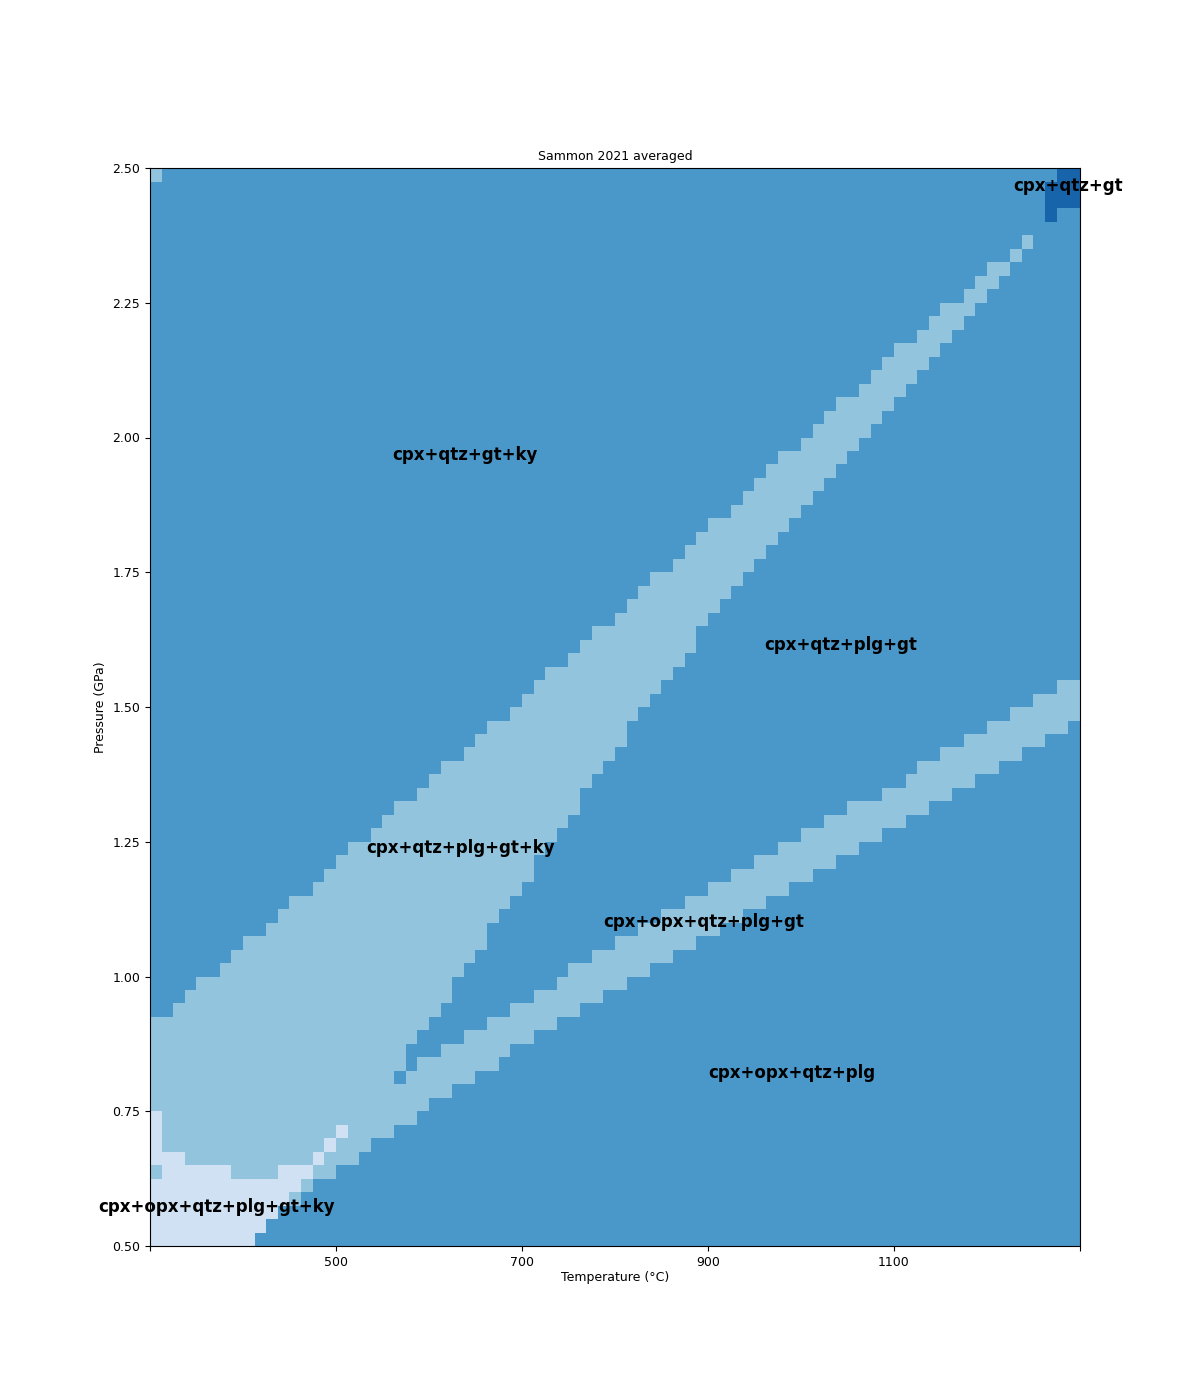 Sammon 2021 averaged
2.50
cpx+qtz+gt
2.25
2.00
cpx+qtz+gt+ky
1.75
cpx+qtz+plg+gt
Pressure (GPa)
1.50
1.25
cpx+qtz+plg+gt+ky
cpx+opx+qtz+plg+gt
1.00
cpx+opx+qtz+plg
0.75
cpx+opx+qtz+plg+gt+ky
0.50
500 700 900 1100
Temperature (°C)